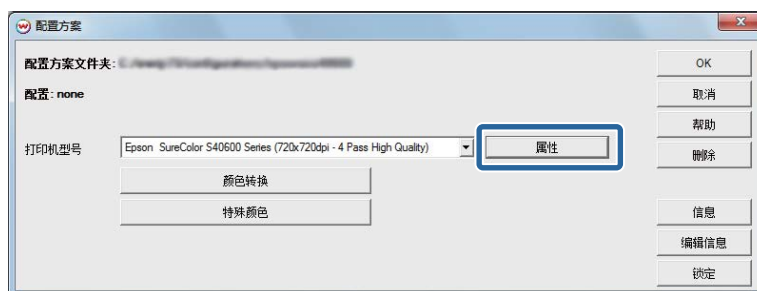 配置方案
配置方案文件夹:
OK
配置: none
取消
帮助
打印机型号
Epson SureColor S40600 Series (720x720dpi - 4 Pass High Quality)
属性
删除
颜色转换
特殊颜色
信息
编辑信息
锁定